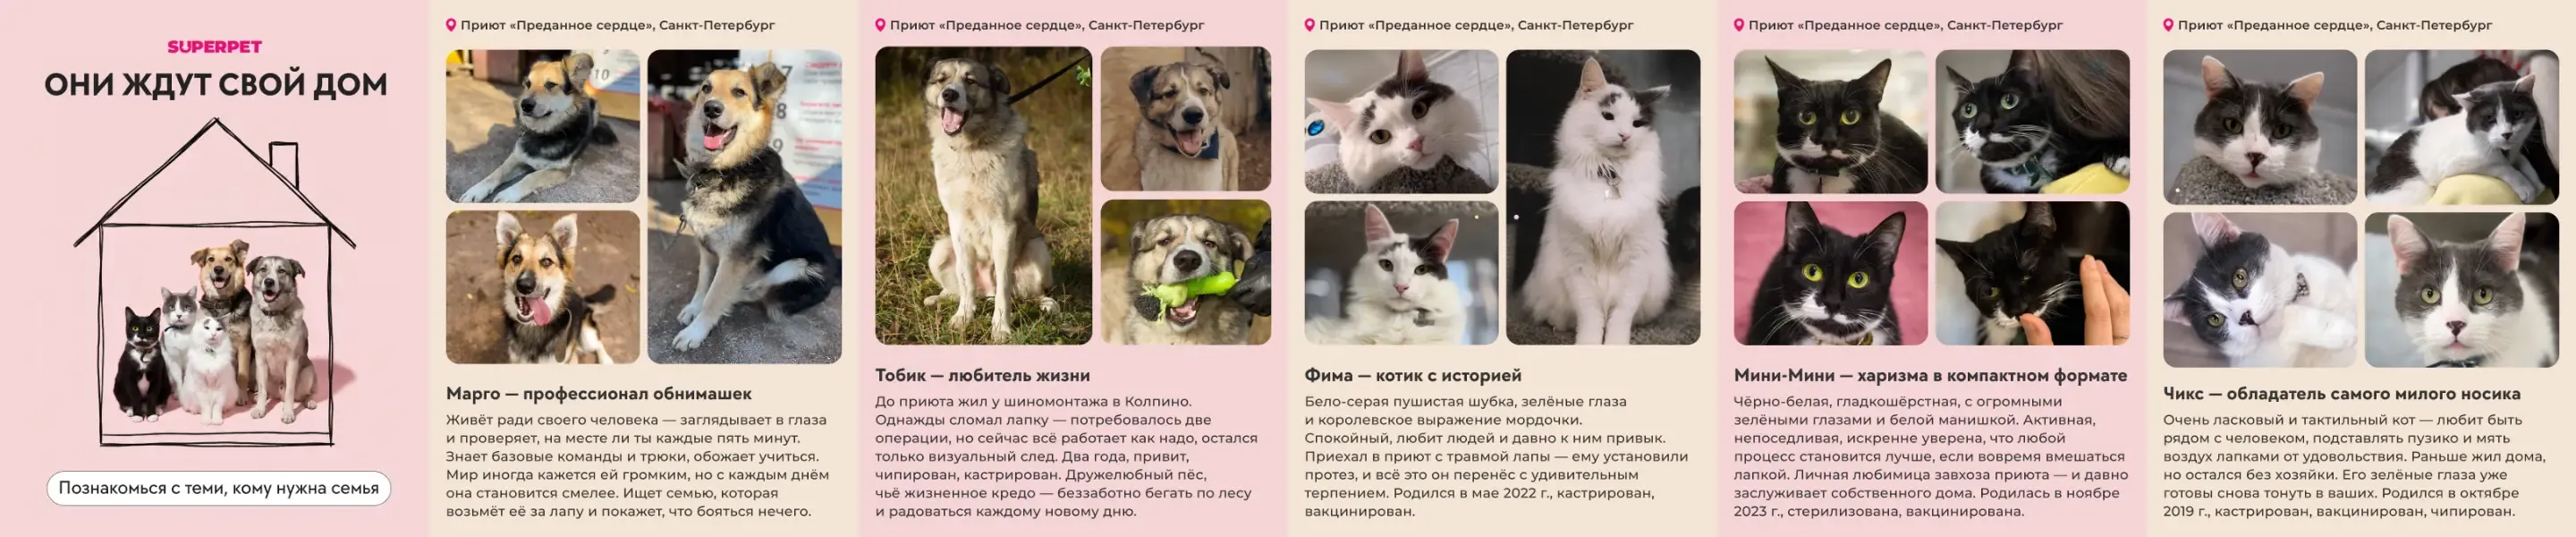 SUPERPET
ОНИ ЖДУТ СВОЙ ДОМ
Познакомься с теми, кому нужна семья
Приют «Преданное сердце», Санкт-Петербург
Марго — профессионал обнимашек
Живёт ради своего человека — заглядывает в глаза
и проверяет, на месте ли ты каждые пять минут.
Знает базовые команды и трюки, обожает учиться.
Мир иногда кажется ей громким, но с каждым днём
она становится смелее. Ищет семью, которая
возьмёт её за лапу и покажет, что бояться нечего.
Приют «Преданное сердце», Санкт-Петербург
Тобик — любитель жизни
До приюта жил у шиномонтажа в Колпино.
Однажды сломал лапку — потребовалось две
операции, но сейчас всё работает как надо, остался
только визуальный след. Два года, привит,
чипирован, кастрирован. Дружелюбный пёс,
чьё жизненное кредо — беззаботно бегать по лесу
и радоваться каждому новому дню.
Приют «Преданное сердце», Санкт-Петербург
Фима — котик с историей
Бело-серая пушистая шубка, зелёные глаза
и королевское выражение мордочки.
Спокойный, любит людей и давно к ним привык.
Приехал в приют с травмой лапы — ему установили
протез, и всё это он перенёс с удивительным
терпением. Родился в мае 2022 г., кастрирован,
вакцинирован.
Приют «Преданное сердце», Санкт-Петербург
Мини-Мини — харизма в компактном формате
Чёрно-белая, гладкошёрстная, с огромными
зелёными глазами и белой манишкой. Активная,
непоседливая, искренне уверена, что любой
процесс становится лучше, если вовремя вмешаться
лапкой. Личная любимица завхоза приюта — и давно
заслуживает собственного дома. Родилась в ноябре
2023 г., стерилизована, вакцинирована.
Приют «Преданное сердце», Санкт-Петербург
Чикс — обладатель самого милого носика
Очень ласковый и тактильный кот — любит быть
рядом с человеком, подставлять пузико и мять
воздух лапками от удовольствия. Раньше жил дома,
но остался без хозяйки. Его зелёные глаза уже
готовы снова тонуть в ваших. Родился в октябре
2019 г., кастрирован, вакцинирован, чипирован.